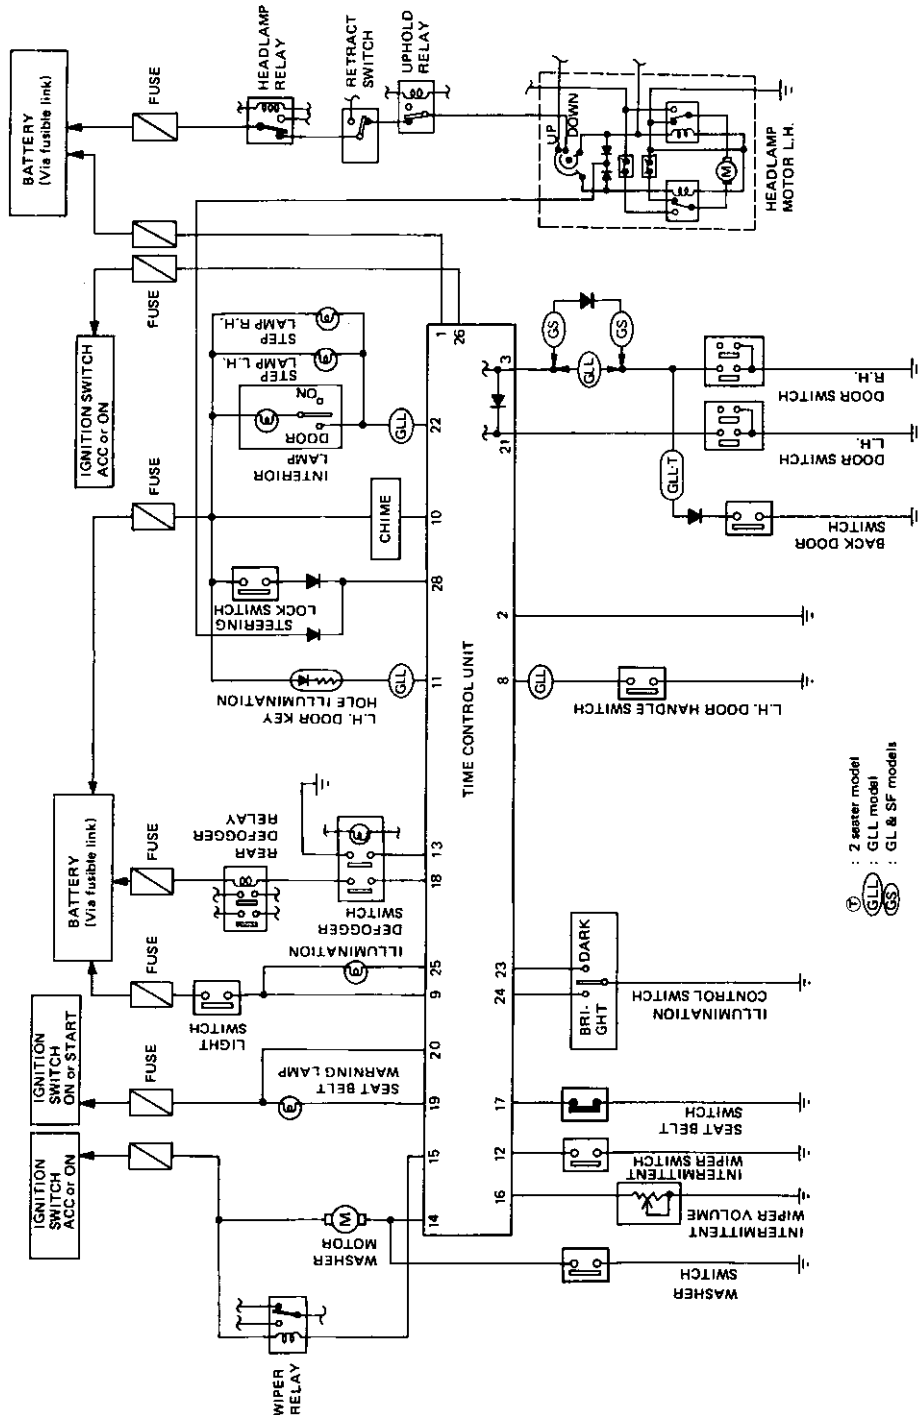 BATTERY
(Via fusible link)
FUSE
HEADLAMP
RELAY
RETRACT
SWITCH
UPHOLD
RELAY
UP
DOWN
M
HEADLAMP
MOTOR L.H.
IGNITION SWITCH
ACC or ON
FUSE
STEP
LAMP R.H.
STEP
LAMP L.H.
ON
DOOR
INTERIOR
LAMP
GLL
FUSE
CHIME
STEERING
LOCK SWITCH
L.H. DOOR KEY
HOLE ILLUMINATION
GLL
BATTERY
(Via fusible link)
FUSE
REAR
DEFOGGER
RELAY
DEFOGGER
SWITCH
ILLUMINATION
FUSE
LIGHT
SWITCH
IGNITION
SWITCH
ON or START
FUSE
SEAT BELT
WARNING LAMP
IGNITION
SWITCH
ACC or ON
M
WASHER
MOTOR
WIPER
RELAY
14
15
19
20
9
25
18
13
11
28
10
22
26
1
TIME CONTROL UNIT
16
12
17
24
23
8
2
21
3
GS
GLL
GS
GLL-T
DOOR SWITCH
R.H.
DOOR SWITCH
L.H.
BACK DOOR
SWITCH
GLL
L.H. DOOR HANDLE SWITCH
BRI-
GHT
DARK
ILLUMINATION
CONTROL SWITCH
SEAT BELT
SWITCH
INTERMITTENT
WIPER SWITCH
INTERMITTENT
WIPER VOLUME
WASHER
SWITCH
T : 2 seater model
GLL : GLL model
GS : GL & SF models